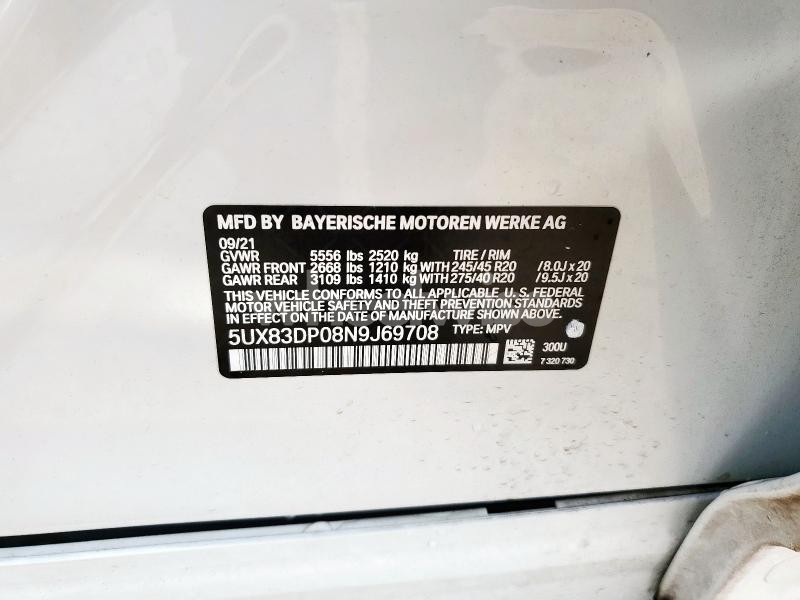 MFD BY BAYERISCHE MOTOREN WERKE AG
09/21
GVWR 5556 lbs 2520 kg TIRE / RIM
GAWR FRONT 2668 lbs 1210 kg WITH 245/45 R20 /8.0J x 20
GAWR REAR 3109 lbs 1410 kg WITH 275/40 R20 /9.5J x 20
THIS VEHICLE CONFORMS TO ALL APPLICABLE U. S. FEDERAL
MOTOR VEHICLE SAFETY AND THEFT PREVENTION STANDARDS
IN EFFECT ON THE DATE OF MANUFACTURE SHOWN ABOVE.
5UX83DP08N9J69708 TYPE: MPV
300U
7 320 730